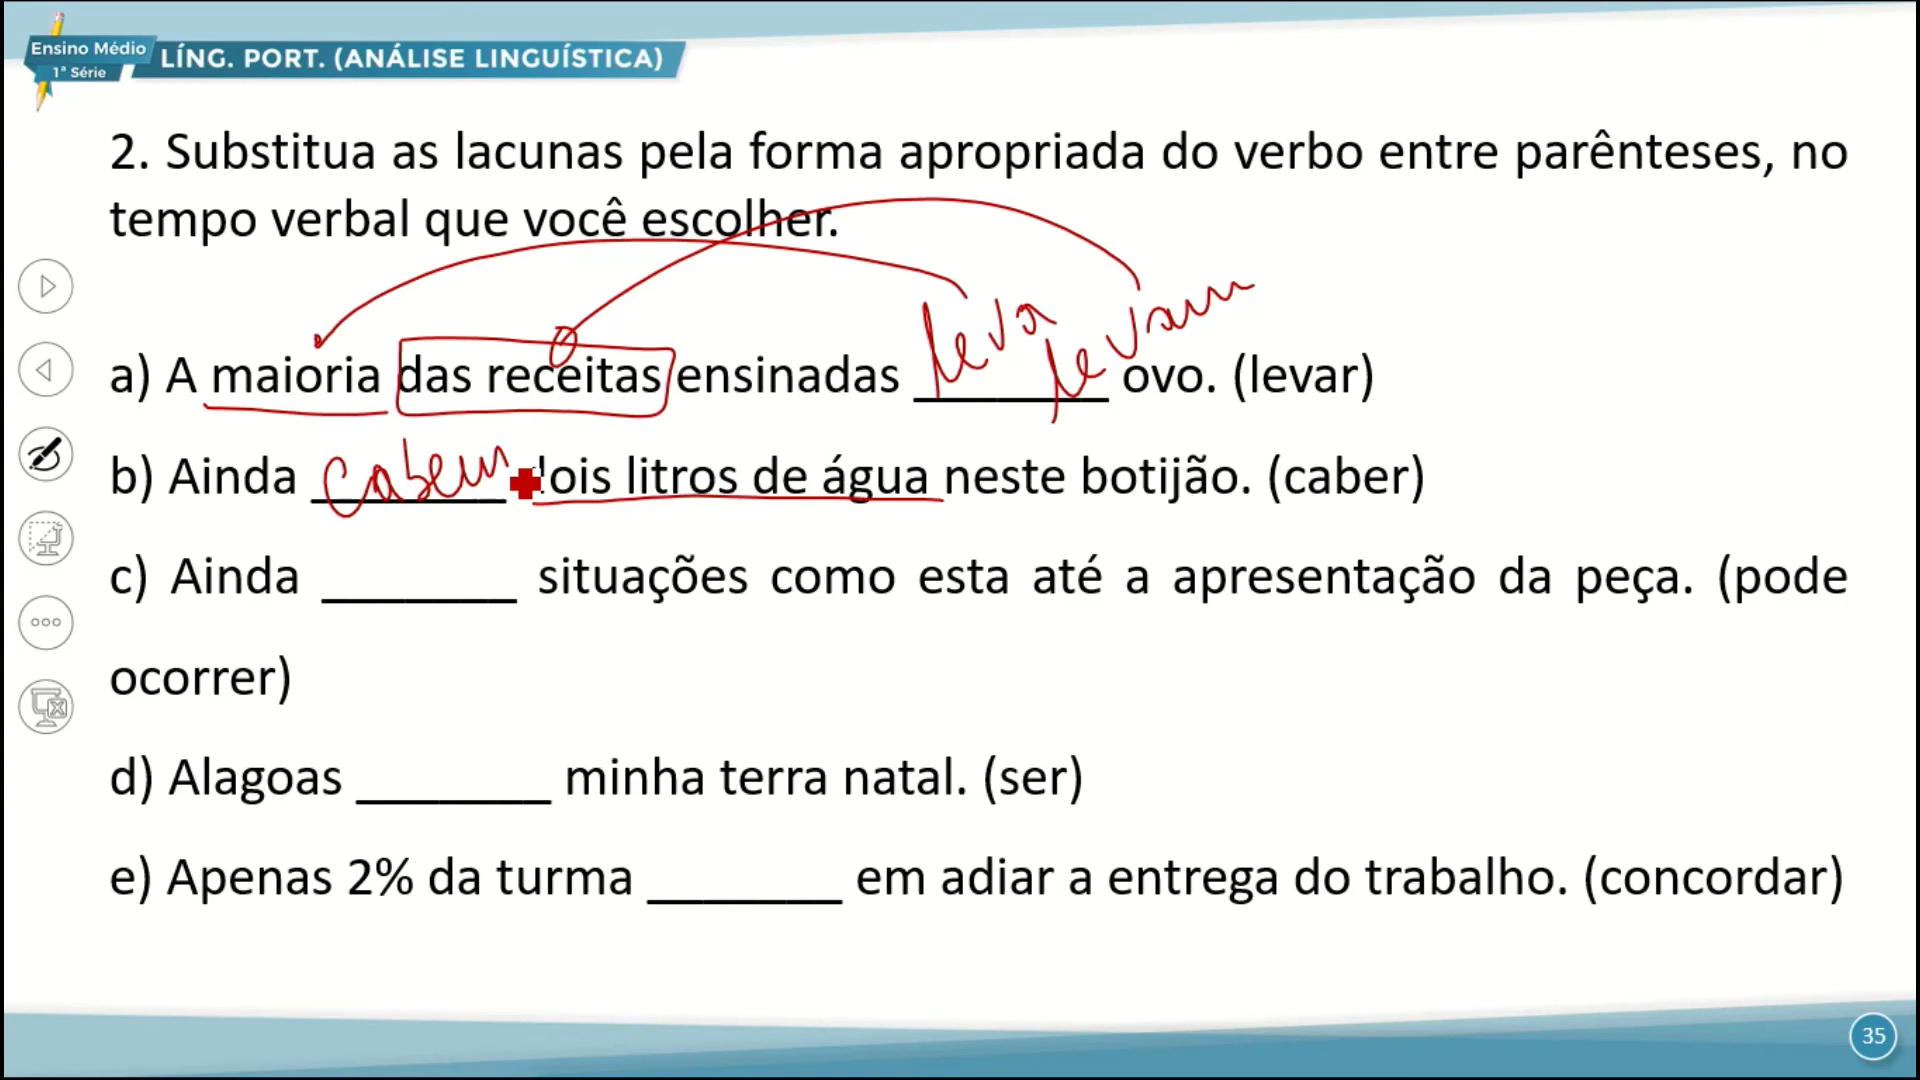 Ensino Médio
1ª Série
LÍNG. PORT. (ANÁLISE LINGUÍSTICA)
2. Substitua as lacunas pela forma apropriada do verbo entre parênteses, no
tempo verbal que você escolher.
leva levam
a) A maioria das receitas ensinadas ________ ovo. (levar)
b) Ainda cabem dois litros de água neste botijão. (caber)
c) Ainda ________ situações como esta até a apresentação da peça. (pode
ocorrer)
d) Alagoas ________ minha terra natal. (ser)
e) Apenas 2% da turma ________ em adiar a entrega do trabalho. (concordar)
35